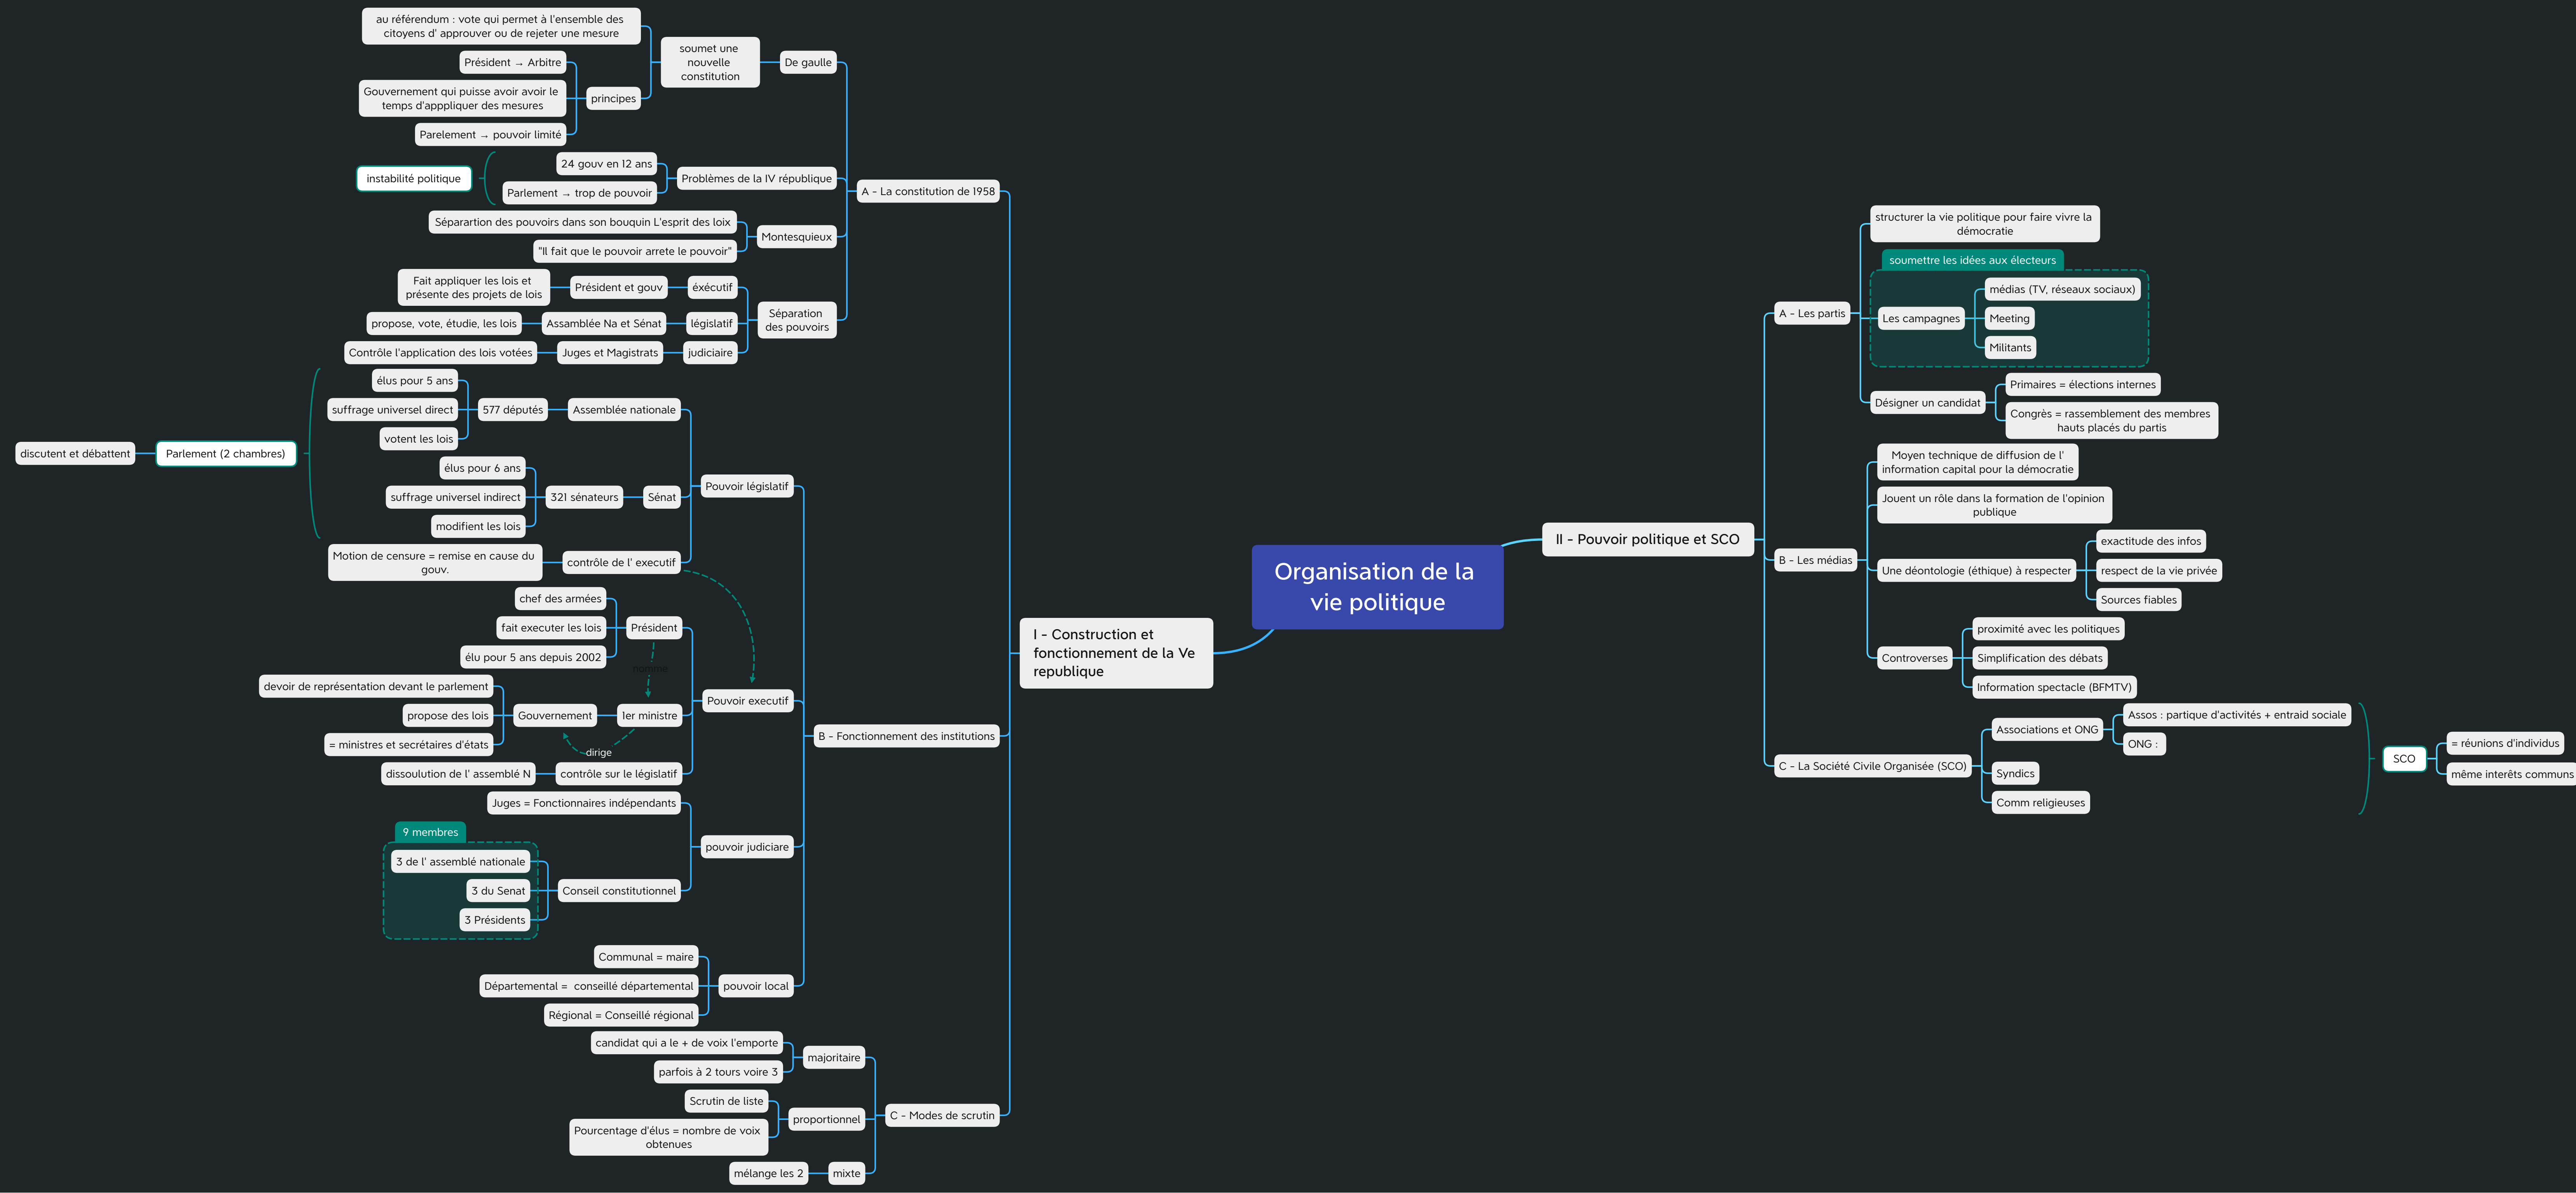 Organisation de la
vie politique
I - Construction et
fonctionnement de la Ve
republique
A - La constitution de 1958
De gaulle
soumet une
nouvelle
constitution
au référendum : vote qui permet à l'ensemble des
citoyens d' approuver ou de rejeter une mesure
principes
Président → Arbitre
Gouvernement qui puisse avoir avoir le
temps d'apppliquer des mesures
Parelement → pouvoir limité
Problèmes de la IV république
24 gouv en 12 ans
Parlement → trop de pouvoir
instabilité politique
Montesquieux
Séparartion des pouvoirs dans son bouquin L'esprit des loix
"Il fait que le pouvoir arrete le pouvoir"
Séparation
des pouvoirs
éxécutif
Président et gouv
Fait appliquer les lois et
présente des projets de lois
législatif
Assamblée Na et Sénat
propose, vote, étudie, les lois
judiciaire
Juges et Magistrats
Contrôle l'application des lois votées
B - Fonctionnement des institutions
Pouvoir législatif
Assemblée nationale
577 députés
élus pour 5 ans
suffrage universel direct
votent les lois
Sénat
321 sénateurs
élus pour 6 ans
suffrage universel indirect
modifient les lois
Parlement (2 chambres)
discutent et débattent
contrôle de l' executif
Motion de censure = remise en cause du
gouv.
Pouvoir executif
Président
chef des armées
fait executer les lois
élu pour 5 ans depuis 2002
nomme
1er ministre
Gouvernement
devoir de représentation devant le parlement
propose des lois
= ministres et secrétaires d'états
dirige
contrôle sur le législatif
dissoulution de l' assemblé N
pouvoir judiciare
Juges = Fonctionnaires indépendants
Conseil constitutionnel
9 membres
3 de l' assemblé nationale
3 du Senat
3 Présidents
pouvoir local
Communal = maire
Départemental = conseillé départemental
Régional = Conseillé régional
C - Modes de scrutin
majoritaire
candidat qui a le + de voix l'emporte
parfois à 2 tours voire 3
proportionnel
Scrutin de liste
Pourcentage d'élus = nombre de voix
obtenues
mixte
mélange les 2
II - Pouvoir politique et SCO
A - Les partis
structurer la vie politique pour faire vivre la
démocratie
soumettre les idées aux électeurs
Les campagnes
médias (TV, réseaux sociaux)
Meeting
Militants
Désigner un candidat
Primaires = élections internes
Congrès = rassemblement des membres
hauts placés du partis
B - Les médias
Moyen technique de diffusion de l'
information capital pour la démocratie
Jouent un rôle dans la formation de l'opinion
publique
Une déontologie (éthique) à respecter
exactitude des infos
respect de la vie privée
Sources fiables
Controverses
proximité avec les politiques
Simplification des débats
Information spectacle (BFMTV)
C - La Société Civile Organisée (SCO)
Associations et ONG
Assos : partique d'activités + entraid sociale
ONG :
Syndics
Comm religieuses
SCO
= réunions d'individus
même interêts communs